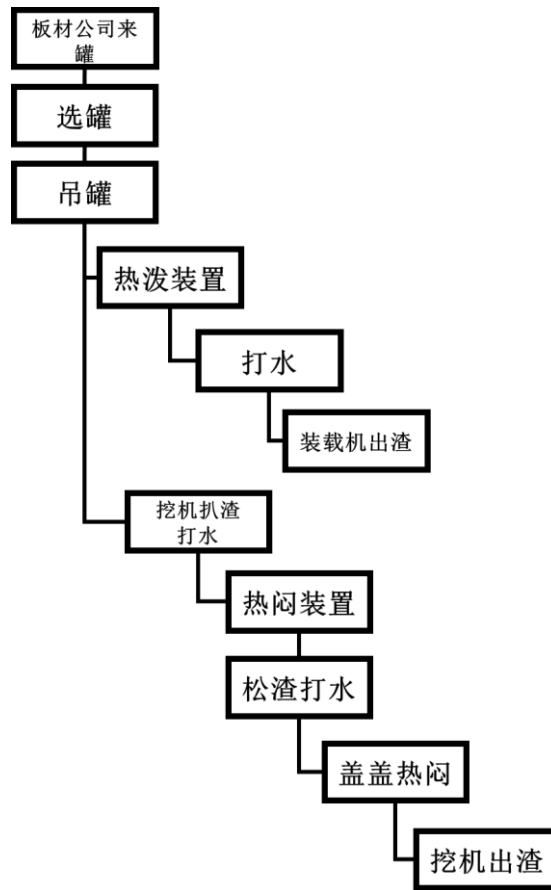 板材公司来
罐
选罐
吊罐
热泼装置
打水
装载机出渣
挖机扒渣
打水
热闷装置
松渣打水
盖盖热闷
挖机出渣